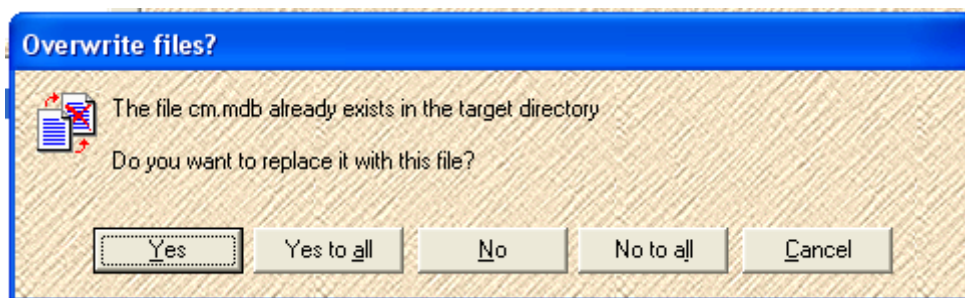 Overwrite files?
The file cm.mdb already exists in the target directory
Do you want to replace it with this file?
Yes Yes to all No No to all Cancel